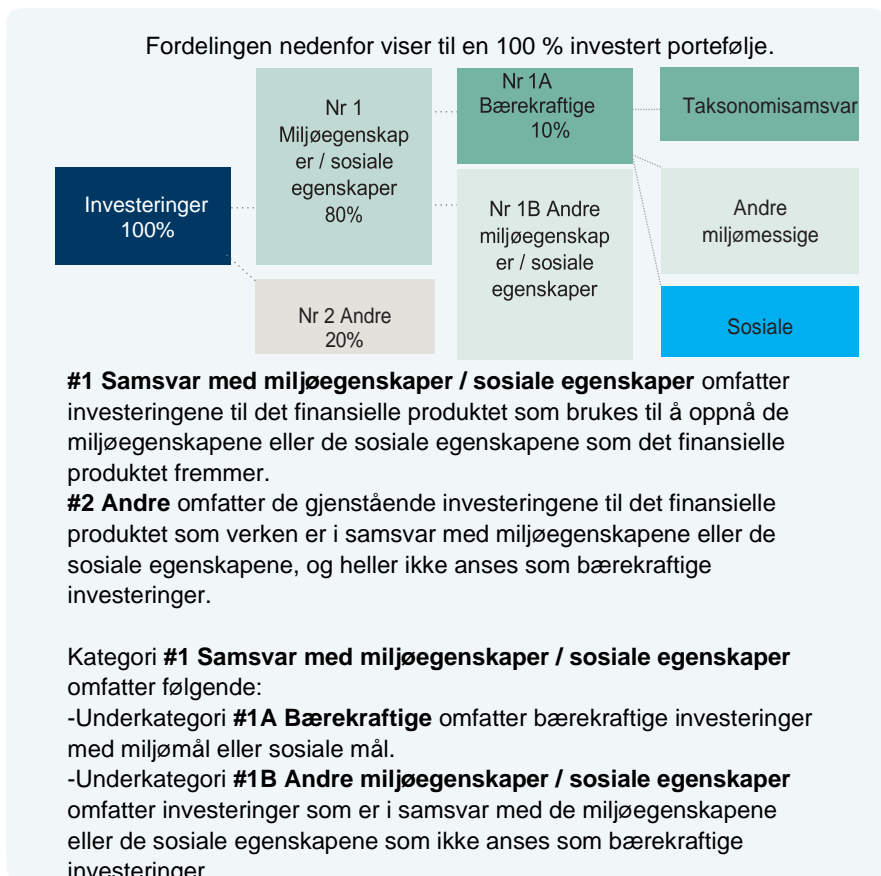 Fordelingen nedenfor viser til en 100 % investert portefølje.
Investeringer
100%
Nr 1
Miljøegenskap
er / sosiale
egenskaper
80%
Nr 2 Andre
20%
Nr 1A
Bærekraftige
10%
Nr 1B Andre
miljøegenskap
er / sosiale
egenskaper
Taksonomisamsvar
Andre
miljømessige
Sosiale
#1 Samsvar med miljøegenskaper / sosiale egenskaper omfatter
investeringene til det finansielle produktet som brukes til å oppnå de
miljøegenskapene eller de sosiale egenskapene som det finansielle
produktet fremmer.
#2 Andre omfatter de gjenstående investeringene til det finansielle
produktet som verken er i samsvar med miljøegenskapene eller de
sosiale egenskapene, og heller ikke anses som bærekraftige
investeringer.
Kategori #1 Samsvar med miljøegenskaper / sosiale egenskaper
omfatter følgende:
-Underkategori #1A Bærekraftige omfatter bærekraftige investeringer
med miljømål eller sosiale mål.
-Underkategori #1B Andre miljøegenskaper / sosiale egenskaper
omfatter investeringer som er i samsvar med de miljøegenskapene
eller de sosiale egenskapene som ikke anses som bærekraftige
investeringer